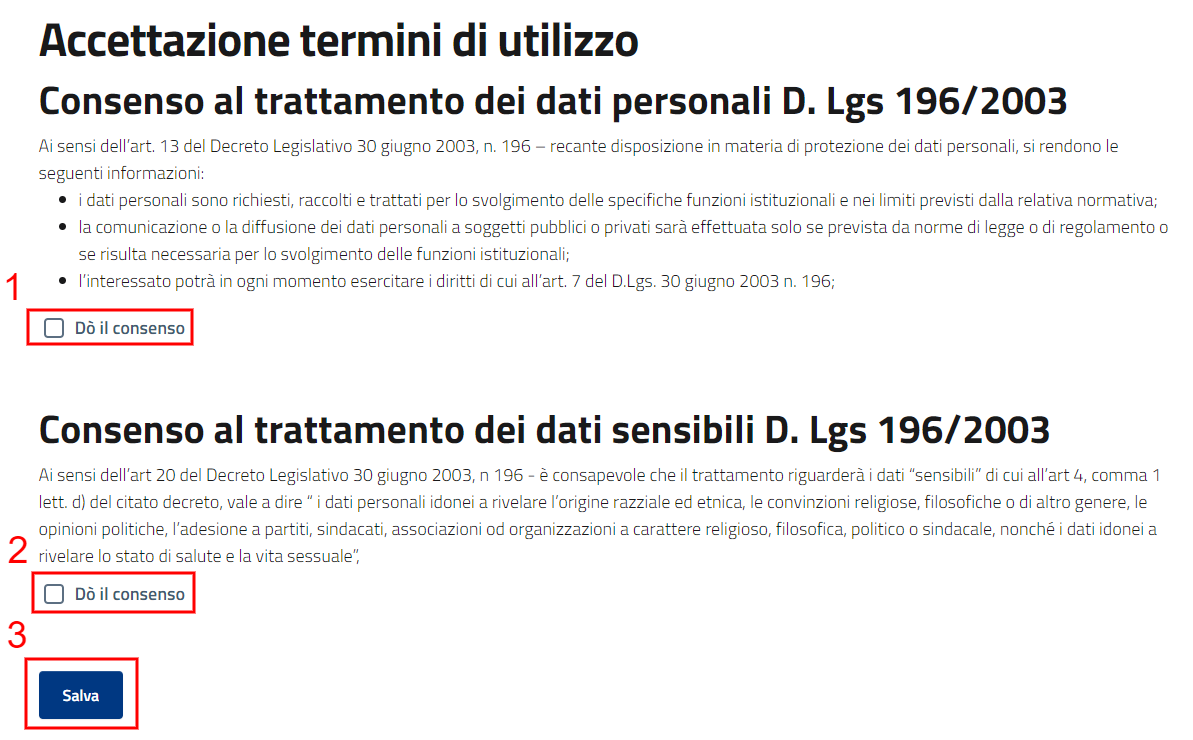 Accettazione termini di utilizzo
Consenso al trattamento dei dati personali D. Lgs 196/2003
Ai sensi dell'art. 13 del Decreto Legislativo 30 giugno 2003, n. 196 – recante disposizione in materia di protezione dei dati personali, si rendono le
seguenti informazioni:
• i dati personali sono richiesti, raccolti e trattati per lo svolgimento delle specifiche funzioni istituzionali e nei limiti previsti dalla relativa normativa;
• la comunicazione o la diffusione dei dati personali a soggetti pubblici o privati sarà effettuata solo se prevista da norme di legge o di regolamento o
se risulta necessaria per lo svolgimento delle funzioni istituzionali;
• l'interessato potrà in ogni momento esercitare i diritti di cui all'art. 7 del D.Lgs. 30 giugno 2003 n. 196;
1
Dò il consenso
Consenso al trattamento dei dati sensibili D. Lgs 196/2003
Ai sensi dell'art 20 del Decreto Legislativo 30 giugno 2003, n 196 - è consapevole che il trattamento riguarderà i dati “sensibili” di cui all'art 4, comma 1
lett. d) del citato decreto, vale a dire “ i dati personali idonei a rivelare l'origine razziale ed etnica, le convinzioni religiose, filosofiche o di altro genere, le
opinioni politiche, l'adesione a partiti, sindacati, associazioni od organizzazioni a carattere religioso, filosofica, politico o sindacale, nonché i dati idonei a
rivelare lo stato di salute e la vita sessuale”,
2
Dò il consenso
3
Salva